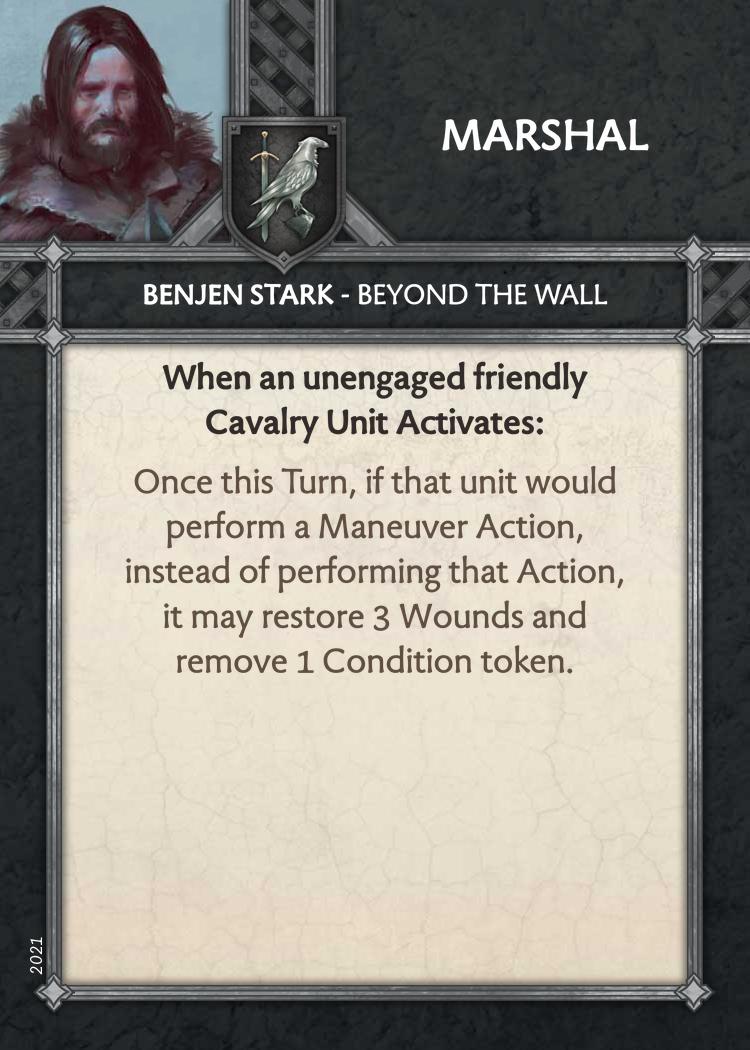 MARSHAL
BENJEN STARK - BEYOND THE WALL
When an unengaged friendly
Cavalry Unit Activates:
Once this Turn, if that unit would
perform a Maneuver Action,
instead of performing that Action,
it may restore 3 Wounds and
remove 1 Condition token.
2021